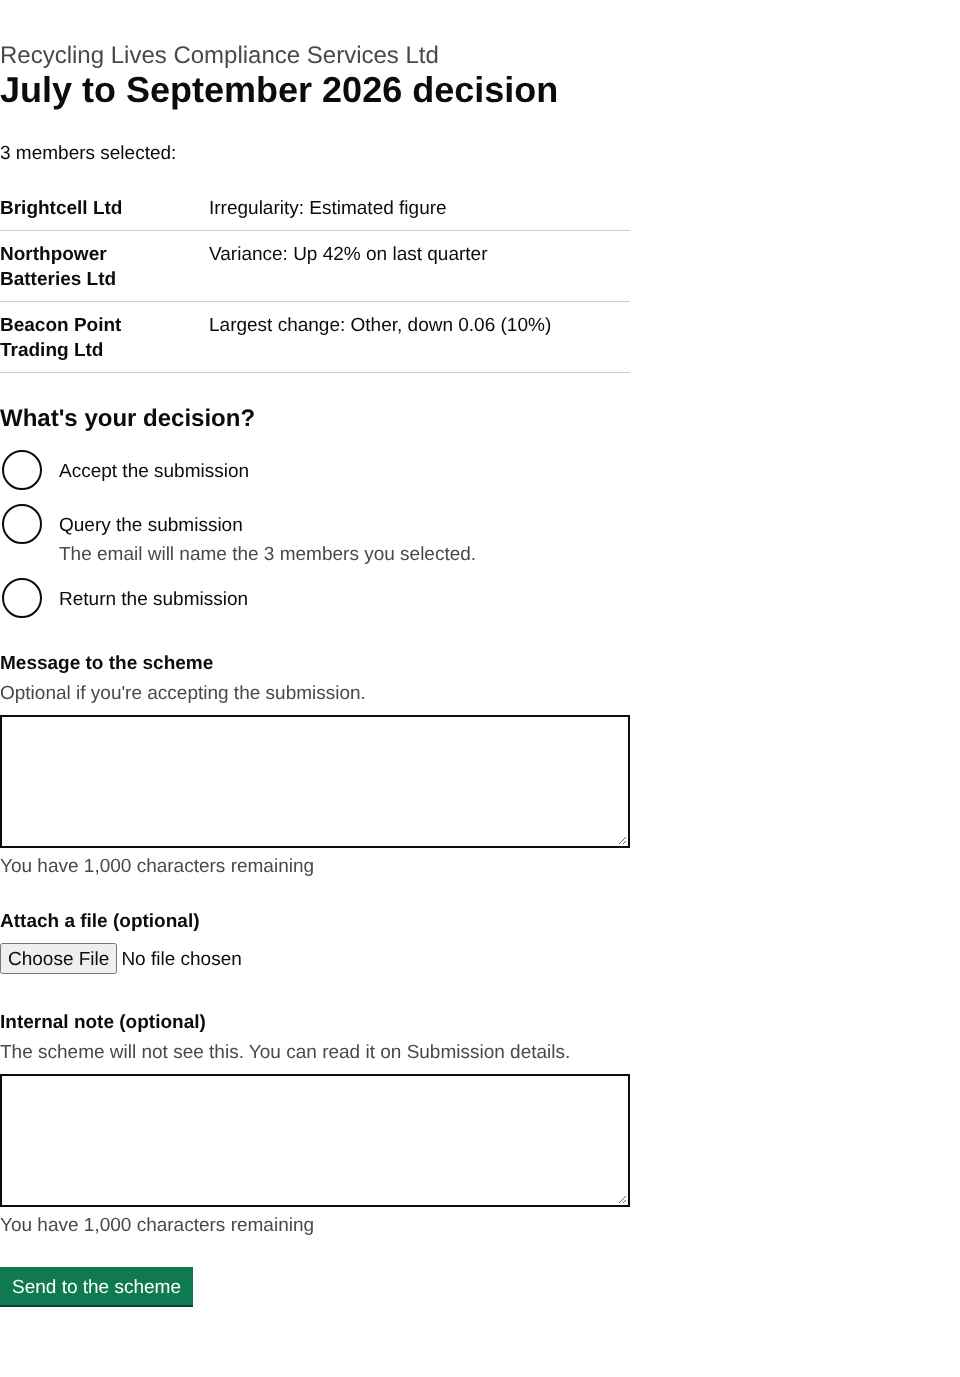 Recycling Lives Compliance Services Ltd
July to September 2026 decision
3 members selected:
Brightcell Ltd
Irregularity: Estimated figure
Northpower
Batteries Ltd
Variance: Up 42% on last quarter
Beacon Point
Trading Ltd
Largest change: Other, down 0.06 (10%)
What's your decision?
Accept the submission
Query the submission
The email will name the 3 members you selected.
Return the submission
Message to the scheme
Optional if you're accepting the submission.
You have 1,000 characters remaining
Attach a file (optional)
Choose File No file chosen
Internal note (optional)
The scheme will not see this. You can read it on Submission details.
You have 1,000 characters remaining
Send to the scheme